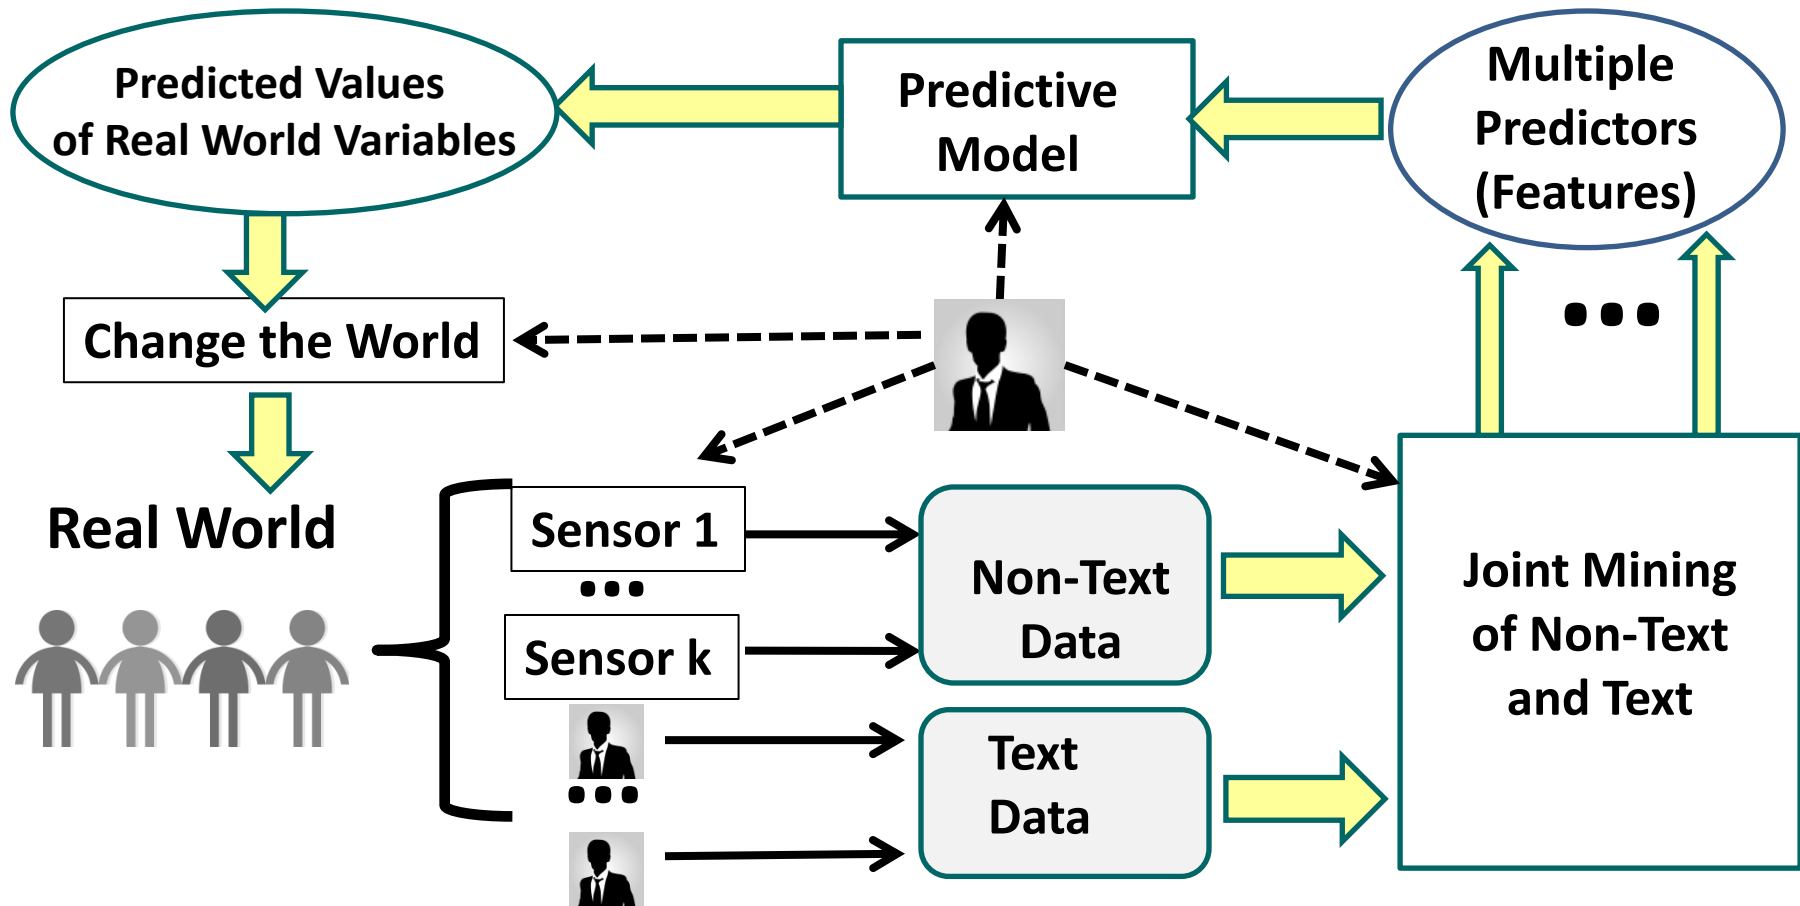 Predicted Values
of Real World Variables
Predictive
Model
Multiple
Predictors
(Features)
Change the World
Real World
Sensor 1
...
Sensor k
...
Non-Text
Data
Text
Data
...
Joint Mining
of Non-Text
and Text